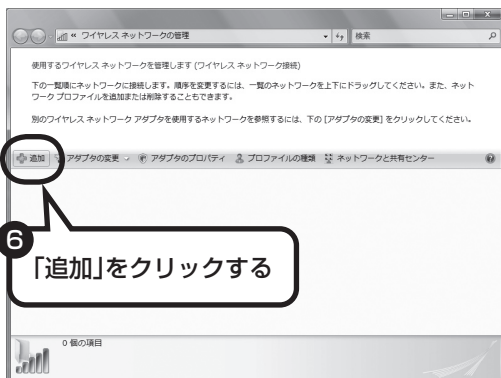 ワイヤレス ネットワークの管理
検索
使用するワイヤレス ネットワークを管理します (ワイヤレス ネットワーク接続)
下の一覧順にネットワークに接続します。順序を変更するには、一覧のネットワークを上下にドラッグしてください。また、ネット
ワーク プロファイルを追加または削除することもできます。
別のワイヤレス ネットワーク アダプタを使用するネットワークを参照するには、下の [アダプタの変更] をクリックしてください。
追加 アダプタの変更 アダプタのプロパティ プロファイルの種類 ネットワークと共有センター
6
「追加」をクリックする
0 個の項目